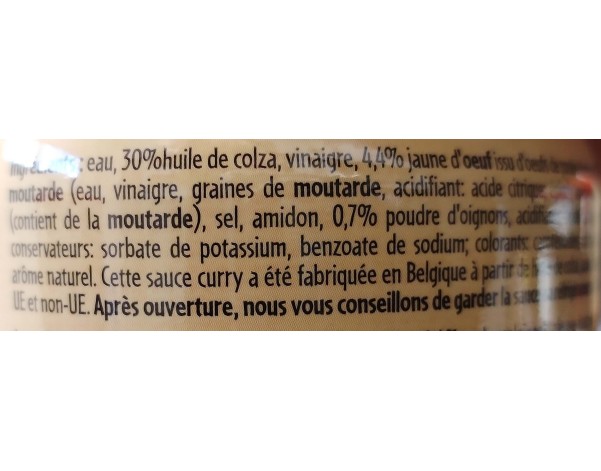 eau, 30%huile de colza, vinaigre, 4,4% jaune d'oeuf issu d'oeufs
moutarde (eau, vinaigre, graines de moutarde, acidifiant: acide citrique
(contient de la moutarde), sel, amidon, 0,7% poudre d'oignons,
conservateurs: sorbate de potassium, benzoate de sodium; colorants:
arôme naturel. Cette sauce curry a été fabriquée en Belgique à partir de
UE et non-UE. Après ouverture, nous vous conseillons de garder la sauce